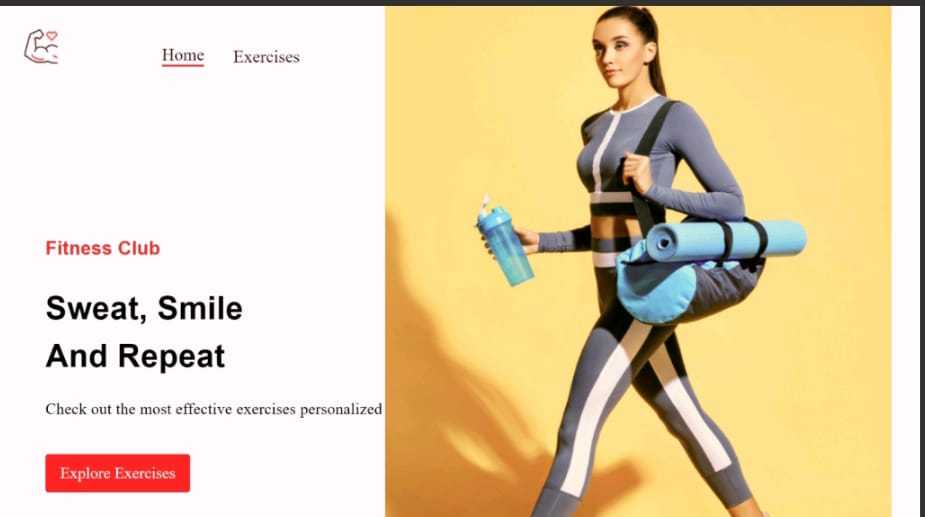 Home
Exercises
Fitness Club
Sweat, Smile
And Repeat
Check out the most effective exercises personalized
Explore Exercises